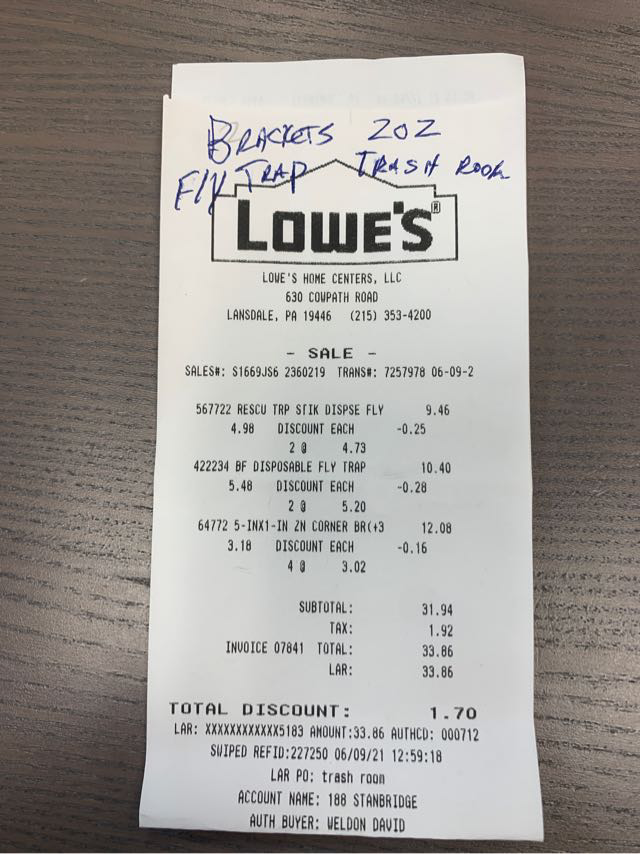 BRACKETS 202
Fly TRAP TRASH ROOM
LOWE'S®
LOWE'S HOME CENTERS, LLC
630 COWPATH ROAD
LANSDALE, PA 19446 (215) 353-4200
- SALE -
SALES#: S1669JS6 2360219 TRANS#: 7257978 06-09-2
567722 RESCU TRP STIK DISPSE FLY 9.46
4.98 DISCOUNT EACH -0.25
2 @ 4.73
422234 BF DISPOSABLE FLY TRAP 10.40
5.48 DISCOUNT EACH -0.28
2 @ 5.20
64772 5-INX1-IN ZN CORNER BR(+3 12.08
3.18 DISCOUNT EACH -0.16
4 @ 3.02
SUBTOTAL: 31.94
TAX: 1.92
INVOICE 07841 TOTAL: 33.86
LAR: 33.86
TOTAL DISCOUNT: 1.70
LAR: XXXXXXXXXXXX5183 AMOUNT:33.86 AUTHCD: 000712
SWIPED REFID:227250 06/09/21 12:59:18
LAR PO: trash room
ACCOUNT NAME: 188 STANBRIDGE
AUTH BUYER: WELDON DAVID